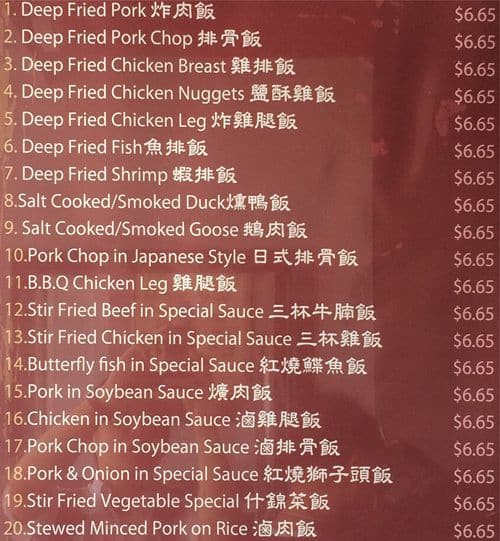 1. Deep Fried Pork 炸肉飯 $6.65
2. Deep Fried Pork Chop 排骨飯 $6.65
3. Deep Fried Chicken Breast 雞排飯 $6.65
4. Deep Fried Chicken Nuggets 鹽酥雞飯 $6.65
5. Deep Fried Chicken Leg 炸雞腿飯 $6.65
6. Deep Fried Fish魚排飯 $6.65
7. Deep Fried Shrimp 蝦排飯 $6.65
8.Salt Cooked/Smoked Duck燻鴨飯 $6.65
9. Salt Cooked/Smoked Goose 鵝肉飯 $6.65
10.Pork Chop in Japanese Style 日式排骨飯 $6.65
11.B.B.Q Chicken Leg 雞腿飯 $6.65
12.Stir Fried Beef in Special Sauce 三杯牛腩飯 $6.65
13.Stir Fried Chicken in Special Sauce 三杯雞飯 $6.65
14.Butterfly fish in Special Sauce 紅燒鰈魚飯 $6.65
15.Pork in Soybean Sauce 爌肉飯 $6.65
16.Chicken in Soybean Sauce 滷雞腿飯 $6.65
17.Pork Chop in Soybean Sauce 滷排骨飯 $6.65
18.Pork & Onion in Special Sauce 紅燒獅子頭飯 $6.65
19.Stir Fried Vegetable Special 什錦菜飯 $6.65
20.Stewed Minced Pork on Rice 滷肉飯 $6.65